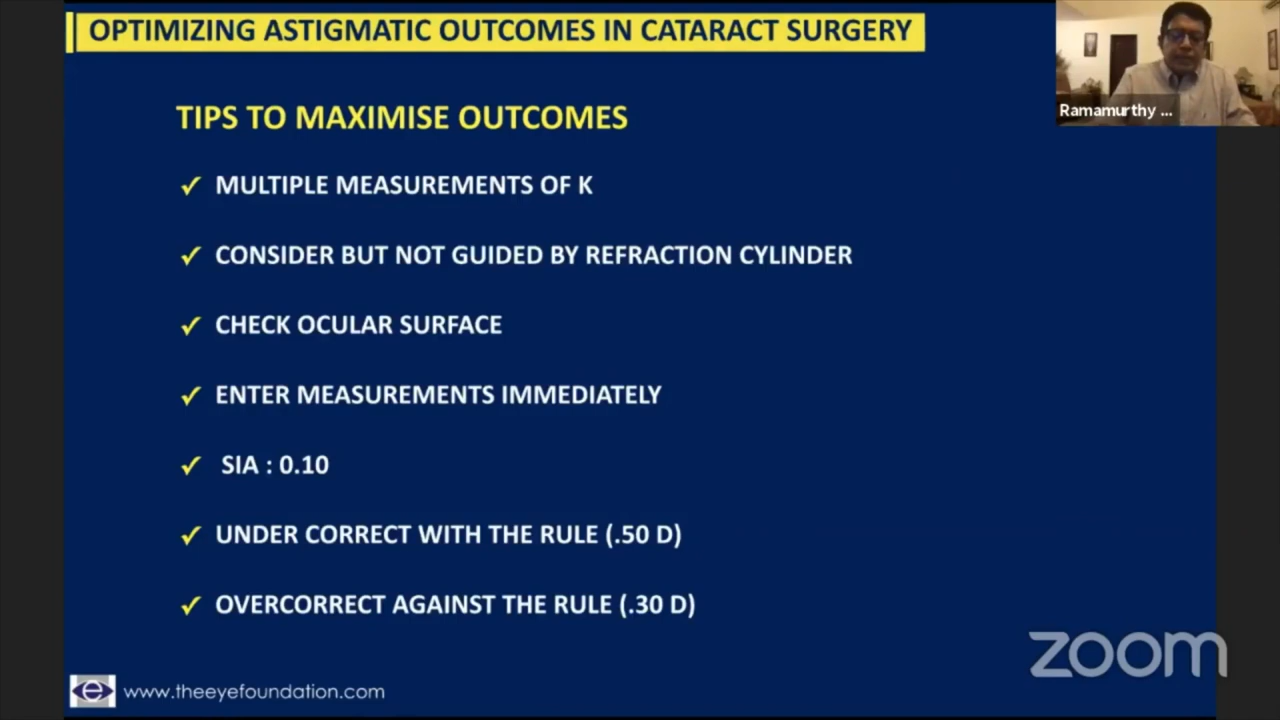 OPTIMIZING ASTIGMATIC OUTCOMES IN CATARACT SURGERY
Ramamurthy ...
TIPS TO MAXIMISE OUTCOMES
MULTIPLE MEASUREMENTS OF K
CONSIDER BUT NOT GUIDED BY REFRACTION CYLINDER
CHECK OCULAR SURFACE
ENTER MEASUREMENTS IMMEDIATELY
SIA : 0.10
UNDER CORRECT WITH THE RULE (.50 D)
OVERCORRECT AGAINST THE RULE (.30 D)
zoom
e www.theeyefoundation.com